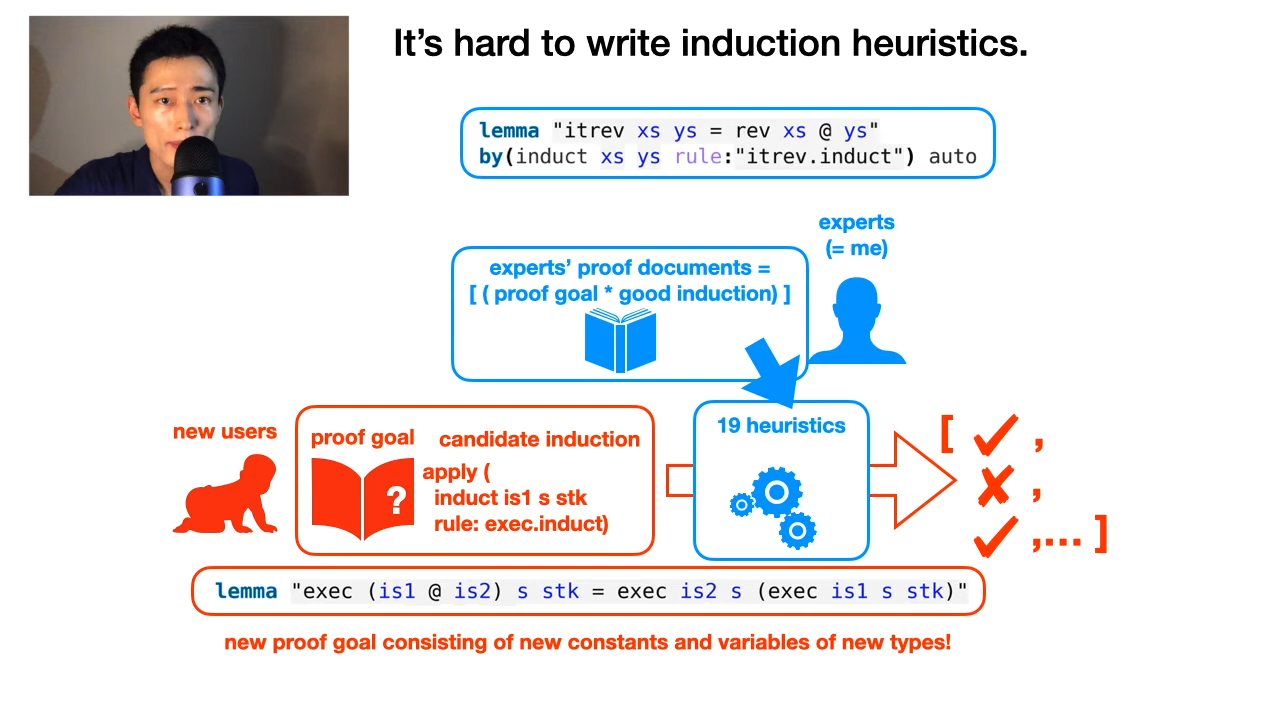 It’s hard to write induction heuristics.
lemma "itrev xs ys = rev xs @ ys"
by(induct xs ys rule:"itrev.induct") auto
experts
(= me)
experts’ proof documents =
[ ( proof goal * good induction) ]
19 heuristics
new users
proof goal
candidate induction
?
apply (
induct is1 s stk
rule: exec.induct)
[ ✓ ,
✗ ,
✓ ,... ]
lemma "exec (is1 @ is2) s stk = exec is2 s (exec is1 s stk)"
new proof goal consisting of new constants and variables of new types!